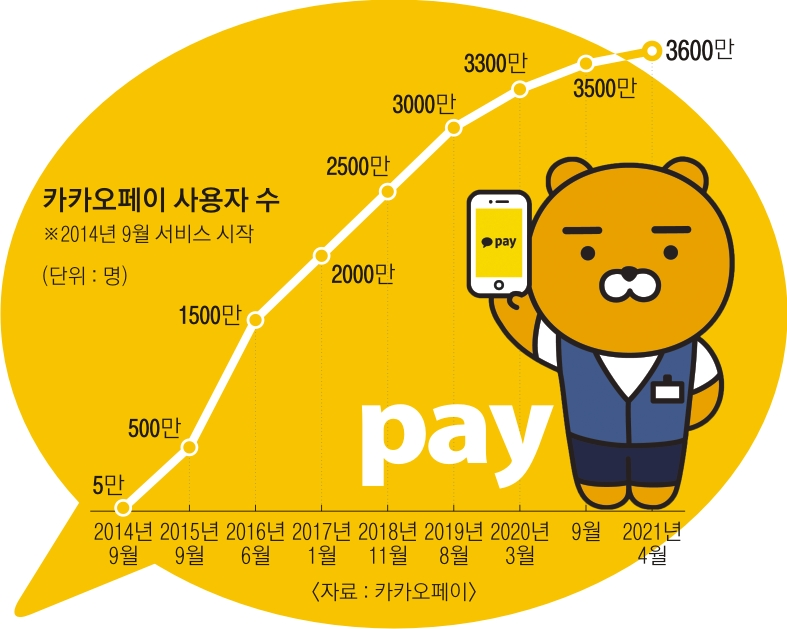 카카오페이 사용자 수
※2014년 9월 서비스 시작
(단위 : 명)
5만
500만
1500만
2000만
2500만
3000만
3300만
3500만
3600만
pay
pay
2014년 9월
2015년 9월
2016년 6월
2017년 1월
2018년 11월
2019년 8월
2020년 3월
9월
2021년 4월
〈자료 : 카카오페이〉